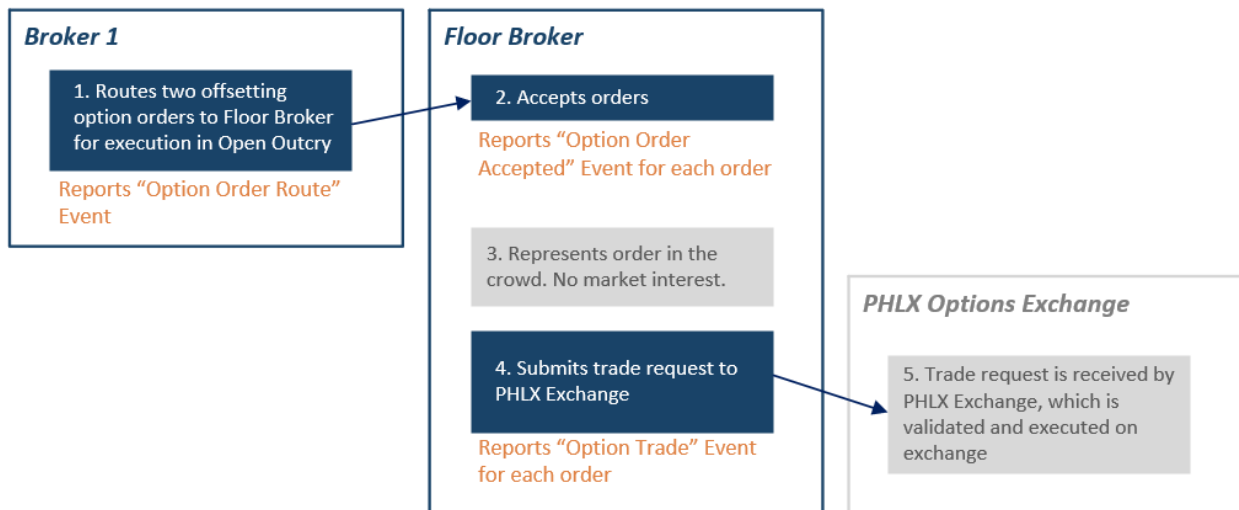 Broker 1
1. Routes two offsetting
option orders to Floor Broker
for execution in Open Outcry
Reports “Option Order Route”
Event
Floor Broker
2. Accepts orders
Reports “Option Order
Accepted” Event for each order
3. Represents order in the
crowd. No market interest.
4. Submits trade request to
PHLX Exchange
Reports “Option Trade” Event
for each order
PHLX Options Exchange
5. Trade request is received by
PHLX Exchange, which is
validated and executed on
exchange